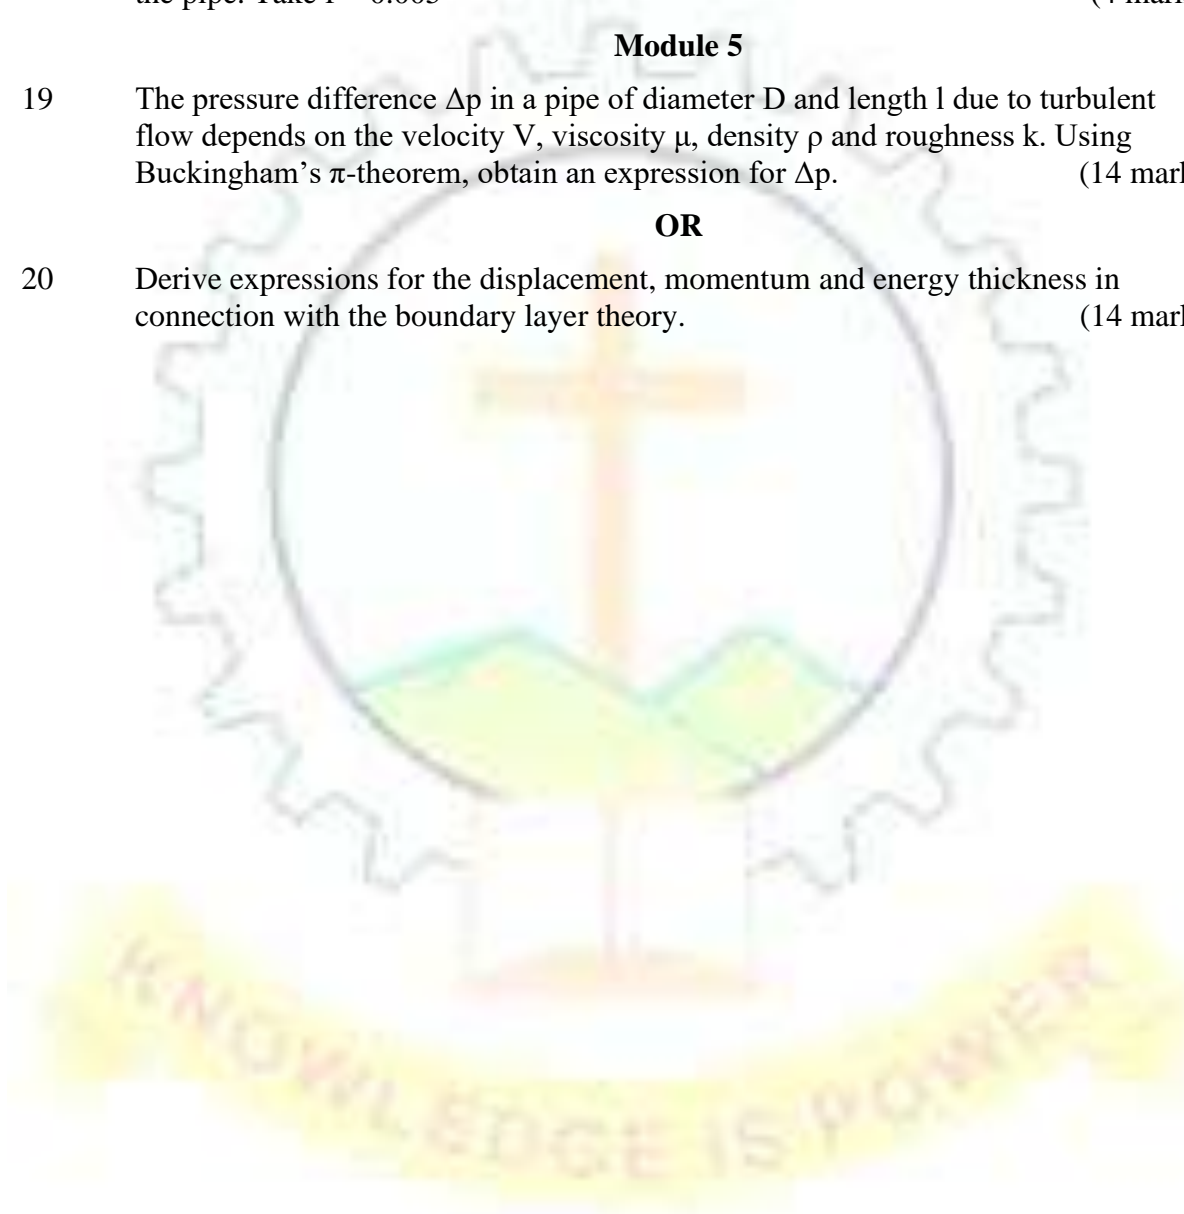 Module 5
19 The pressure difference Δp in a pipe of diameter D and length l due to turbulent
flow depends on the velocity V, viscosity μ, density ρ and roughness k. Using
Buckingham’s π-theorem, obtain an expression for Δp. (14
OR
20 Derive expressions for the displacement, momentum and energy thickness in
connection with the boundary layer theory. (14
KNOWLEDGE IS POWER